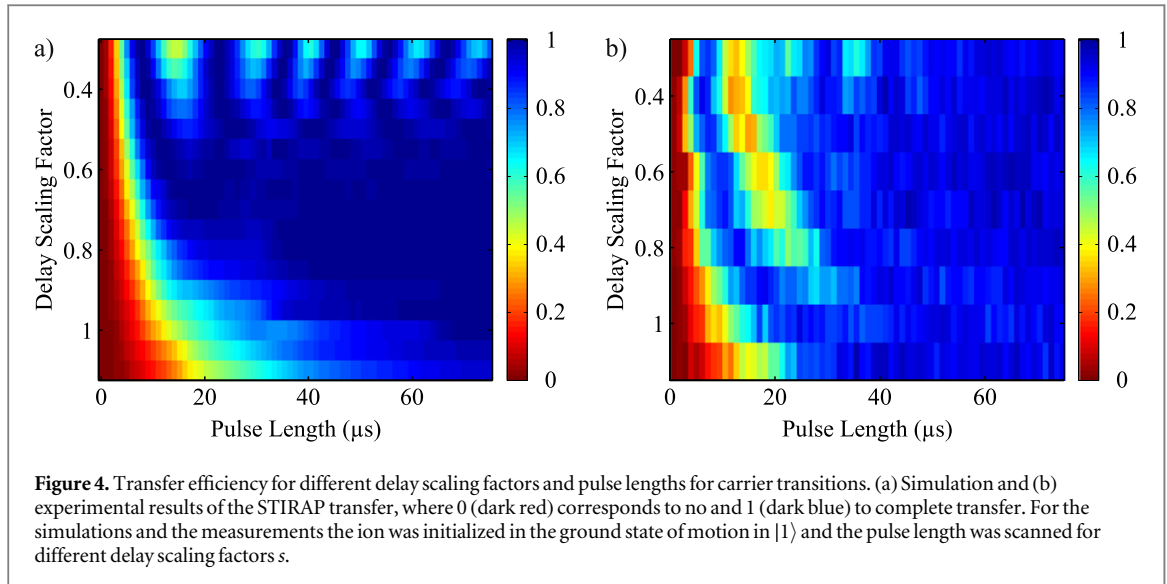 a)
Delay Scaling Factor
0.4
0.6
0.8
1
0
20
40
60
Pulse Length (µs)
1
0.8
0.6
0.4
0.2
0
b)
Delay Scaling Factor
0.4
0.6
0.8
1
0
20
40
60
Pulse Length (µs)
1
0.8
0.6
0.4
0.2
0
Figure 4. Transfer efficiency for different delay scaling factors and pulse lengths for carrier transitions. (a) Simulation and (b)
experimental results of the STIRAP transfer, where 0 (dark red) corresponds to no and 1 (dark blue) to complete transfer. For the
simulations and the measurements the ion was initialized in the ground state of motion in |1⟩ and the pulse length was scanned for
different delay scaling factors s.